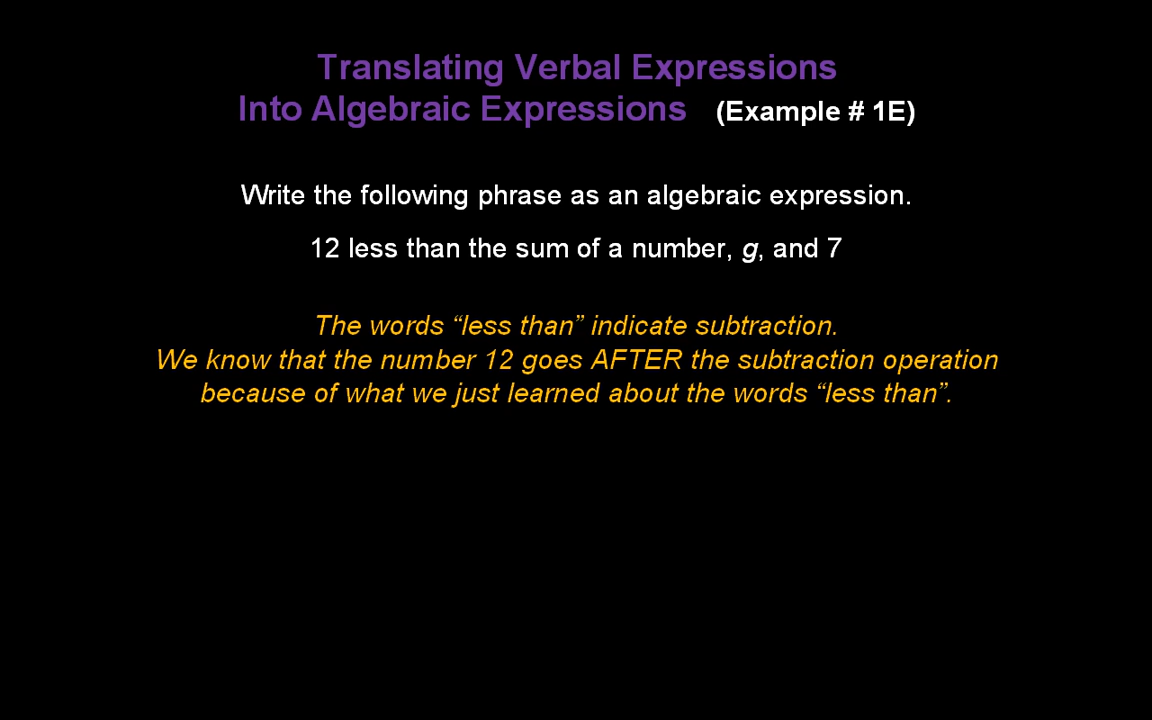 Translating Verbal Expressions
Into Algebraic Expressions (Example # 1E)
Write the following phrase as an algebraic expression.
12 less than the sum of a number, g, and 7
The words “less than” indicate subtraction.
We know that the number 12 goes AFTER the subtraction operation
because of what we just learned about the words “less than”.